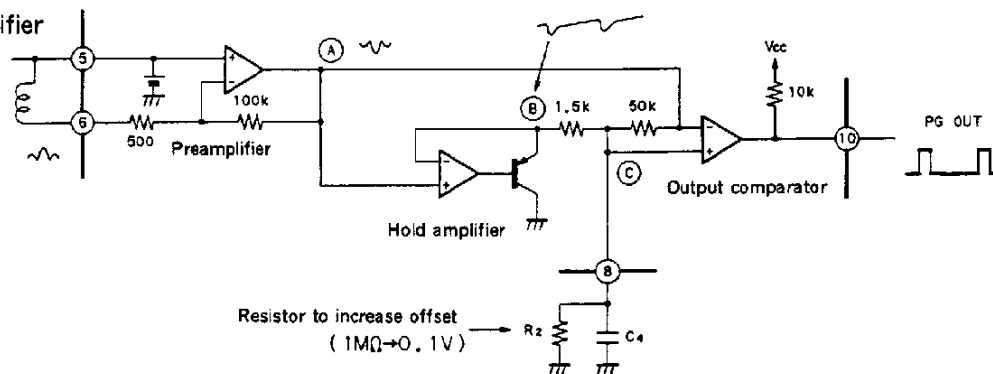 ifier
5
A
Vcc
10k
100k
B
1.5k
50k
6
500
Preamplifier
10
PG OUT
C
Output comparator
Hold amplifier
8
Resistor to increase offset
(1MΩ→0.1V)
R2
C4
+
−
−
+
−
+